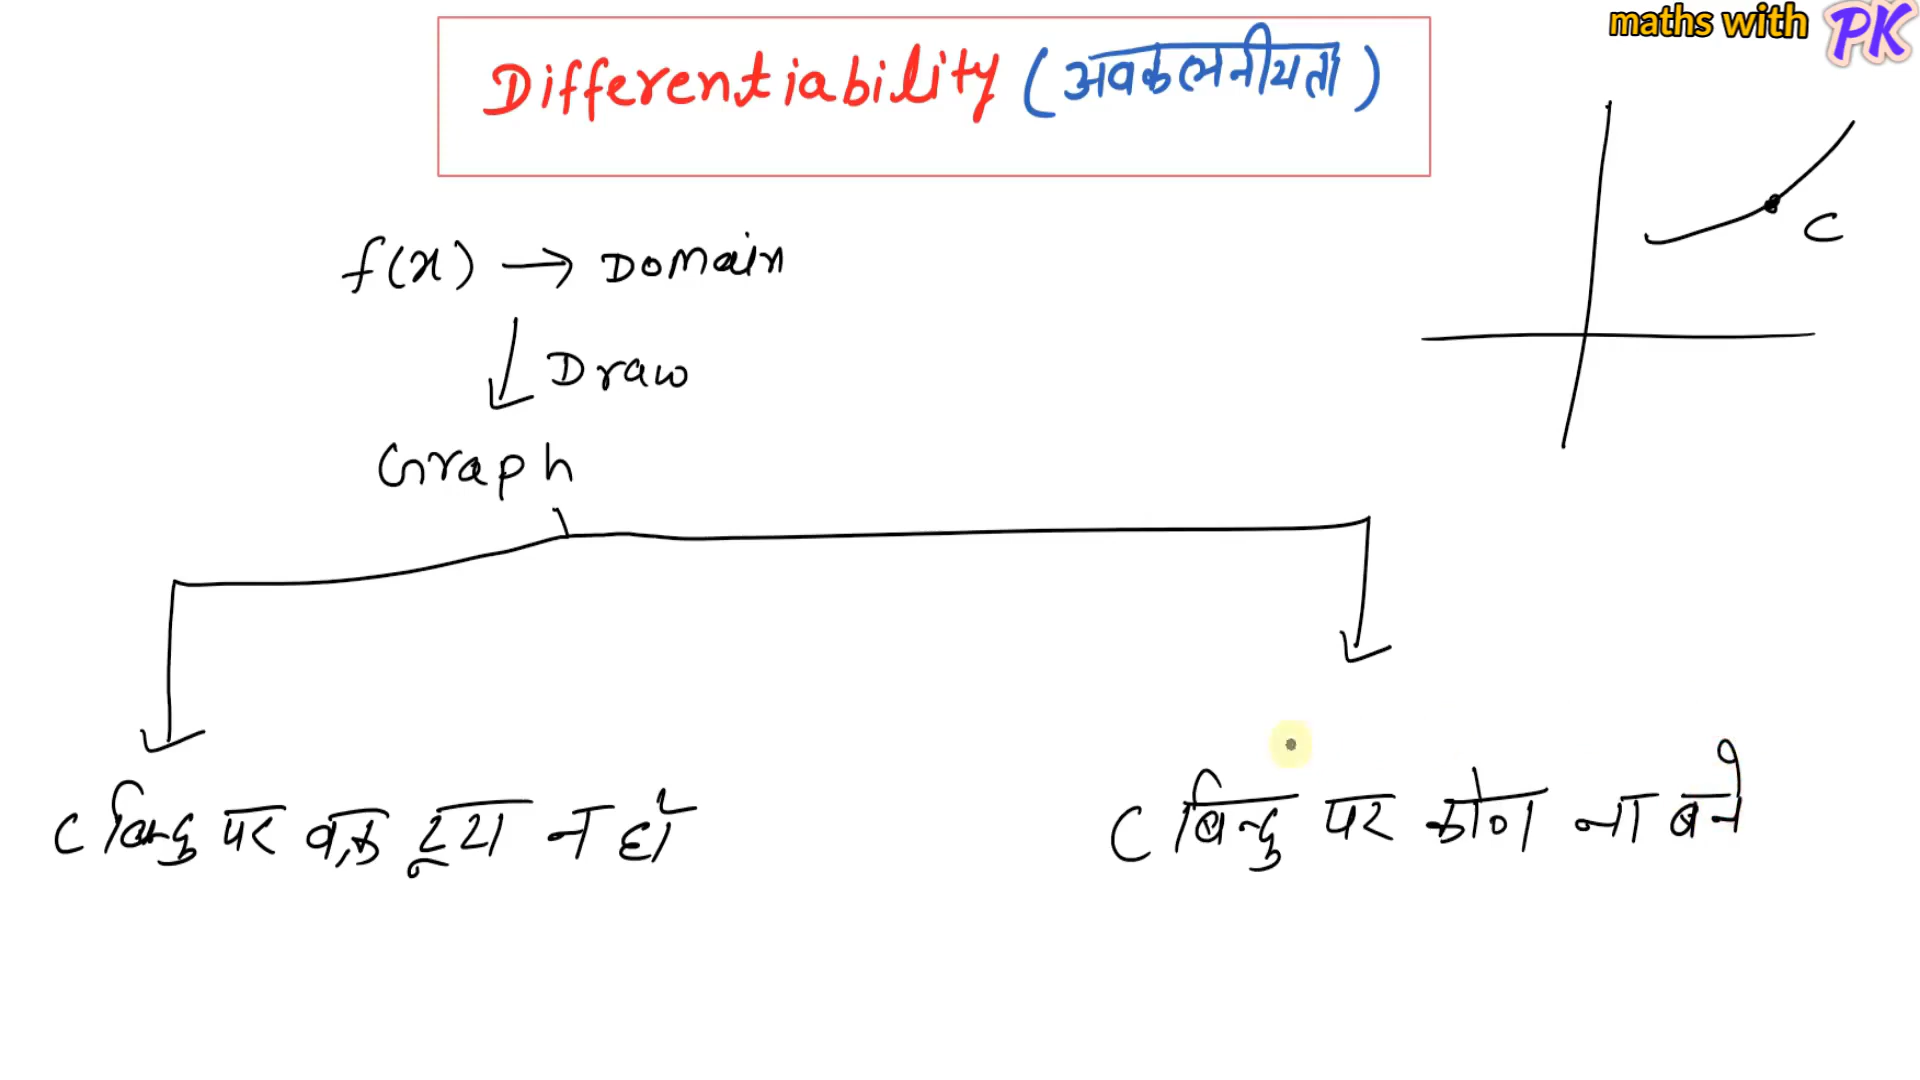 maths with PK
Differentiability (अवकलनीयता)
f(x) → Domain
Draw
Graph
C
C बिन्दु पर वक्र टूटा न हो
C बिन्दु पर कोण ना बने